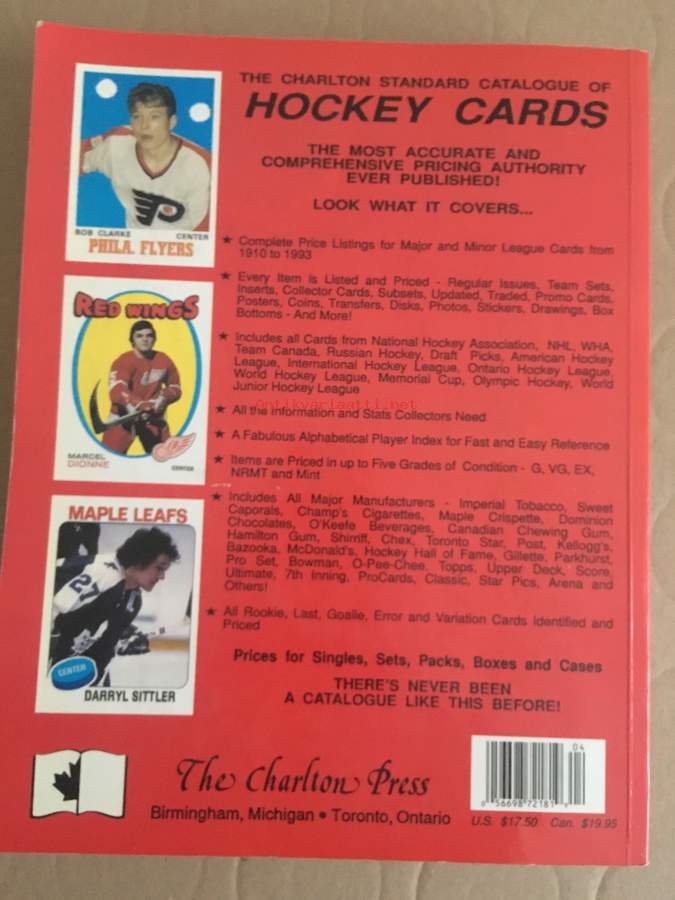 THE CHARLTON STANDARD CATALOGUE OF
HOCKEY CARDS
THE MOST ACCURATE AND
COMPREHENSIVE PRICING AUTHORITY
EVER PUBLISHED!
LOOK WHAT IT COVERS...
BOB CLARKE CENTER
PHILA. FLYERS
★ Complete Price Listings for Major and Minor League Cards from
1910 to 1993
★ Every Item is Listed and Priced - Regular Issues, Team Sets,
Inserts, Collector Cards, Subsets, Updated, Traded, Promo Cards,
Posters, Coins, Transfers, Disks, Photos, Stickers, Drawings, Box
Bottoms - And More!
RED WINGS
MARCEL
DIONNE
CENTER
★ Includes all Cards from National Hockey Association, NHL, WHA,
Team Canada, Russian Hockey, Draft Picks, American Hockey
League, International Hockey League, Ontario Hockey League,
World Hockey League, Memorial Cup, Olympic Hockey, World
Junior Hockey League
Antikvariaatti.net
★ All the Information and Stats Collectors Need
★ A Fabulous Alphabetical Player Index for Fast and Easy Reference
★ Items are Priced in up to Five Grades of Condition - G, VG, EX,
NRMT and Mint
MAPLE LEAFS
27
CENTER
DARRYL SITTLER
★ Includes All Major Manufacturers - Imperial Tobacco, Sweet
Caporals, Champ's Cigarettes, Maple Crispette, Dominion
Chocolates, O'Keefe Beverages, Canadian Chewing Gum,
Hamilton Gum, Shirriff, Chex, Toronto Star, Post, Kellogg's,
Bazooka, McDonald's, Hockey Hall of Fame, Gillette, Parkhurst,
Pro Set, Bowman, O-Pee-Chee, Topps, Upper Deck, Score,
Ultimate, 7th Inning, ProCards, Classic, Star Pics, Arena and
Others!
★ All Rookie, Last, Goalie, Error and Variation Cards Identified and
Priced
Prices for Singles, Sets, Packs, Boxes and Cases
THERE'S NEVER BEEN
A CATALOGUE LIKE THIS BEFORE!
The Charlton Press
Birmingham, Michigan • Toronto, Ontario
04
0 56698 72181
U.S. $17.50 Can. $19.95